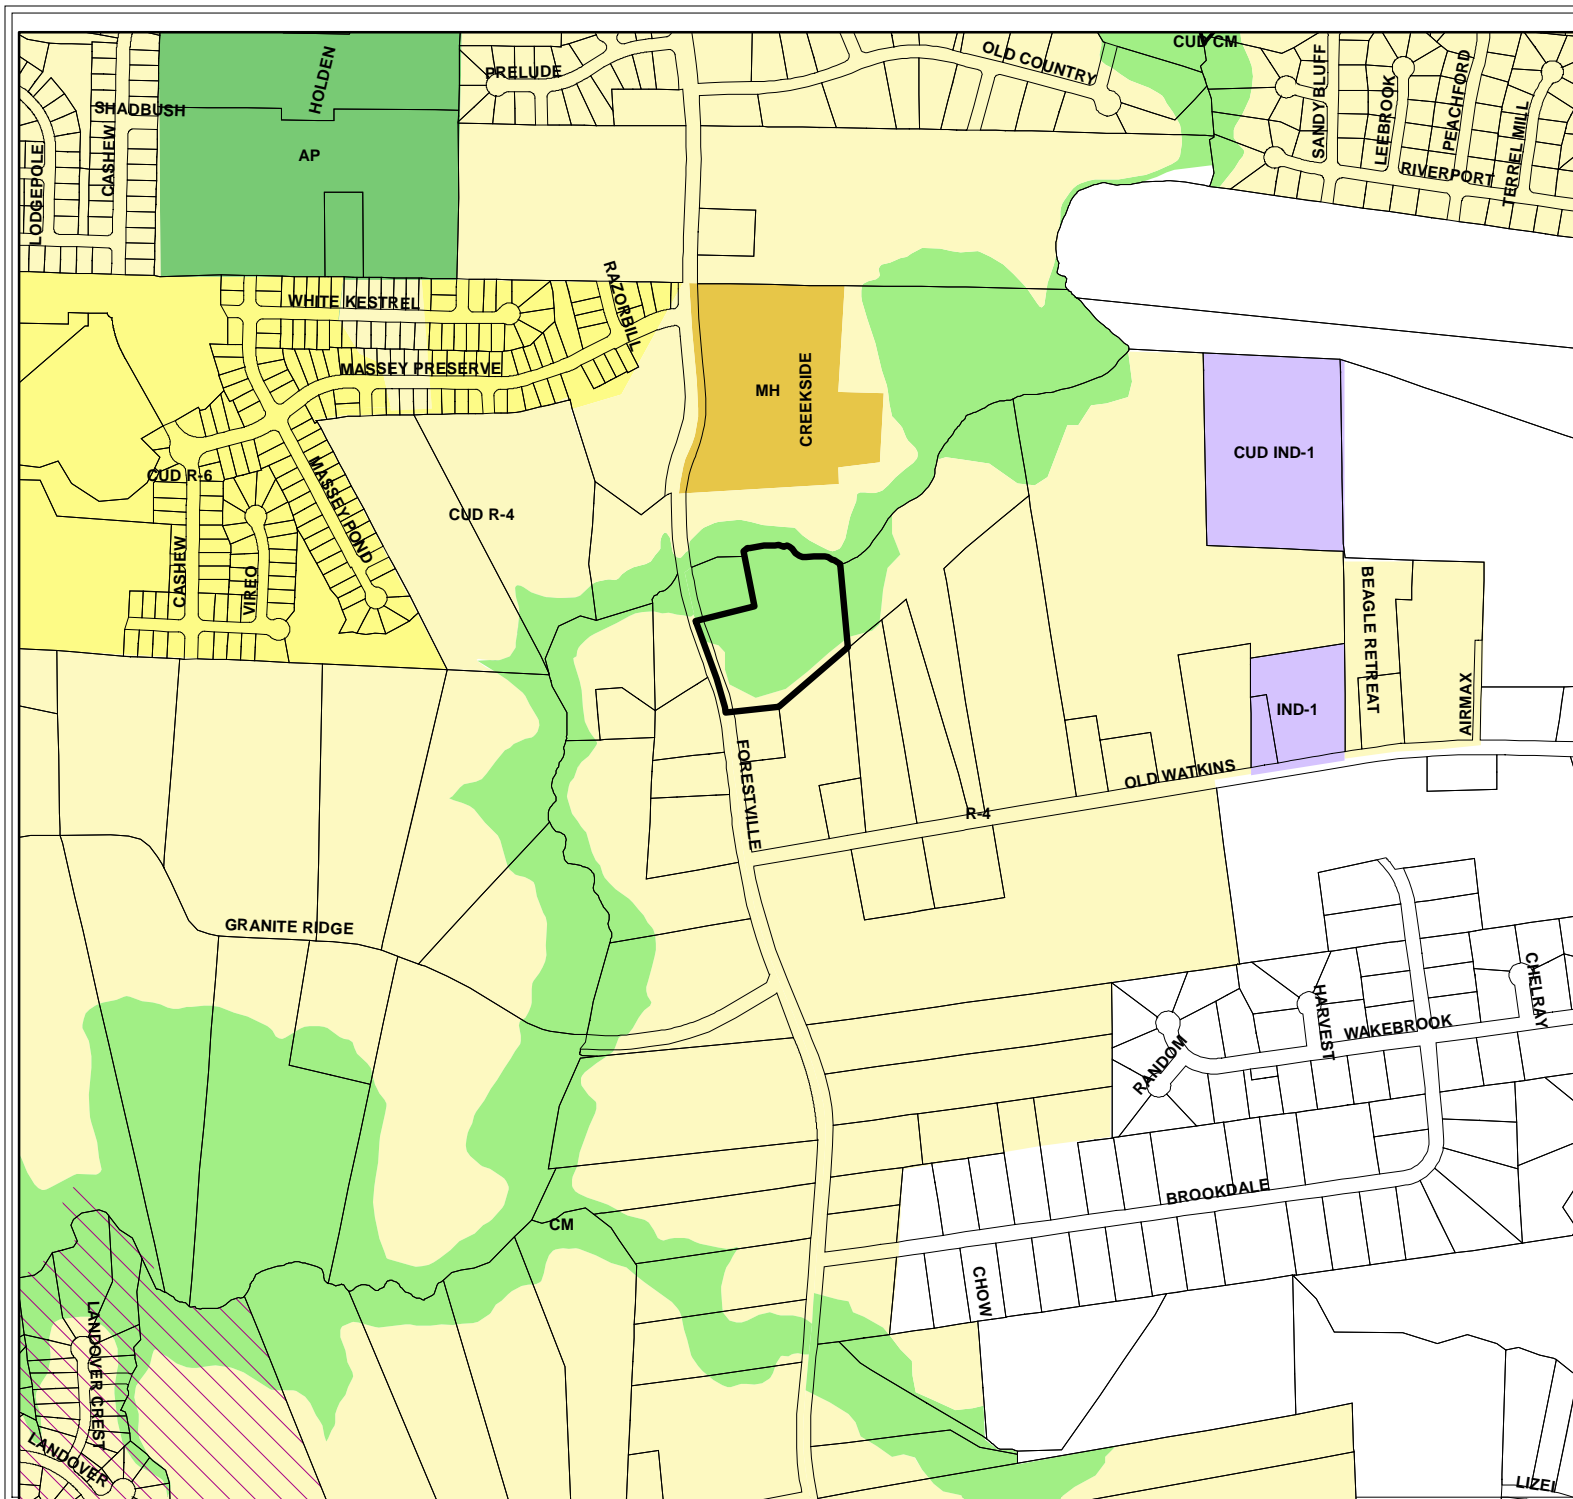 CUD CM
HOLDEN
PRELUDE
OLD COUNTRY
SANDY BLUFF
LEEBROOK
PEACHFORD
TERREL MILL
SHADBUSH
CASHEW
LODGEPOLE
AP
RIVERPORT
RAZORBILL
WHITE KESTREL
MASSEY PRESERVE
MH
CREEKSIDE
CUD IND-1
CUD R-6
MASSEY POND
CUD R-4
CASHEW
VIREO
BEAGLE RETREAT
AIRMAX
IND-1
FORESTVILLE
OLD WATKINS
R-4
GRANITE RIDGE
HARVEST
CHELRAY
WAKEBROOK
RANDOM
BROOKDALE
CM
CHOW
LANDOVER CREST
LANDOVER
LIZEI